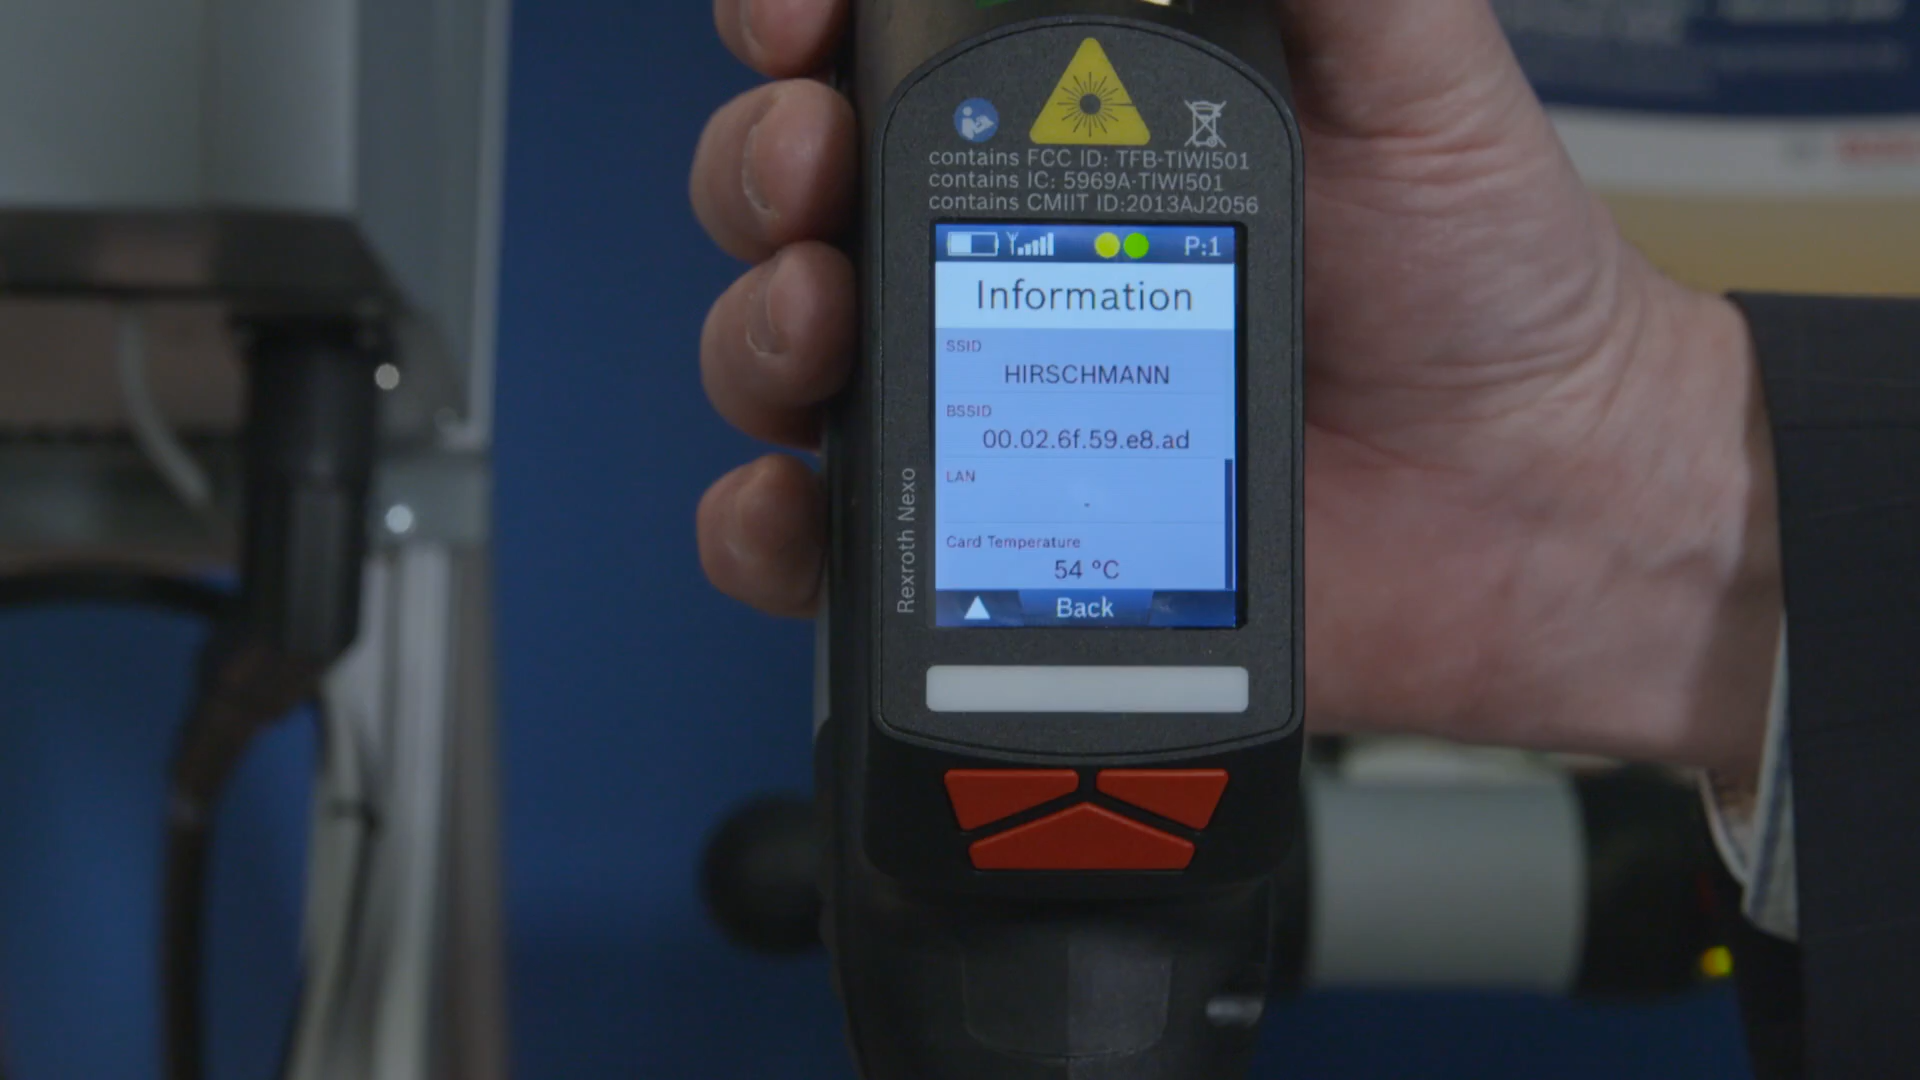 contains FCC ID: TFB-TIWI501
contains IC: 5969A-TIWI501
contains CMIIT ID:2013AJ2056
P:1
Information
SSID
HIRSCHMANN
BSSID
00.02.6f.59.e8.ad
LAN
-
Card Temperature
54 °C
Back
Rexroth Nexo